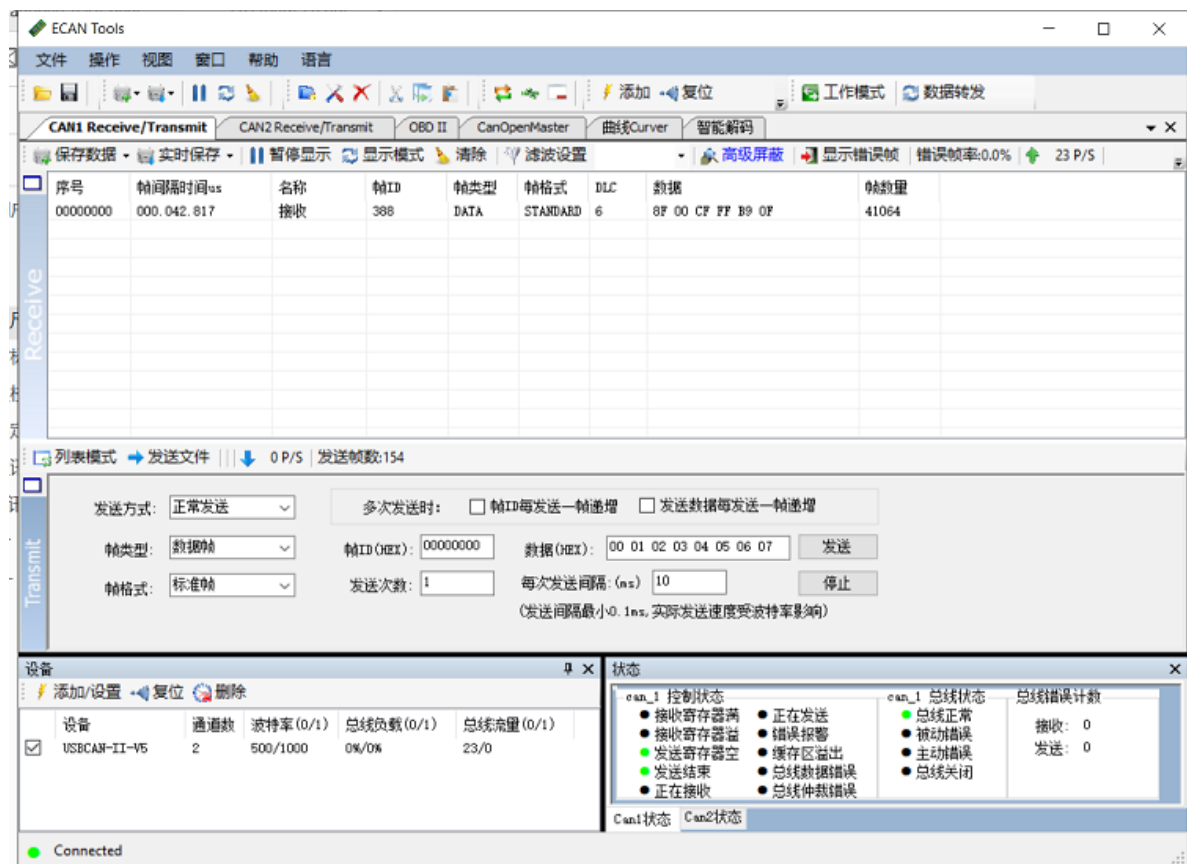 ECAN Tools
文件 操作 视图 窗口 帮助 语言
添加 复位 工作模式 数据转发
CAN1 Receive/Transmit CAN2 Receive/Transmit OBD II CanOpenMaster 曲线Curver 智能解码
保存数据 实时保存 暂停显示 显示模式 清除 滤波设置 高级屏蔽 显示错误帧 错误帧率:0.0% 23 P/S
序号 帧间隔时间us 名称 帧ID 帧类型 帧格式 DLC 数据 帧数量
00000000 000.042.817 接收 388 DATA STANDARD 6 8F 00 CF FF B9 0F 41064
Receive
列表模式 发送文件 0 P/S 发送帧数:154
发送方式: 正常发送 多次发送时: 帧ID每发送一帧递增 发送数据每发送一帧递增
帧类型: 数据帧 帧ID(HEX): 00000000 数据(HEX): 00 01 02 03 04 05 06 07 发送
帧格式: 标准帧 发送次数: 1 每次发送间隔:(ms) 10 停止
(发送间隔最小0.1ms,实际发送速度受波特率影响)
Transmit
设备
添加/设置 复位 删除
设备 通道数 波特率(0/1) 总线负载(0/1) 总线流量(0/1)
USBCAN-II-V5 2 500/1000 0%/0% 23/0
状态
can_1 控制状态 can_1 总线状态 总线错误计数
接收寄存器满 正在发送 总线正常 接收: 0
接收寄存器溢 错误报警 被动错误 发送: 0
发送寄存器空 缓存区溢出 主动错误
发送结束 总线数据错误 总线关闭
正在接收 总线仲裁错误
Can1状态 Can2状态
Connected